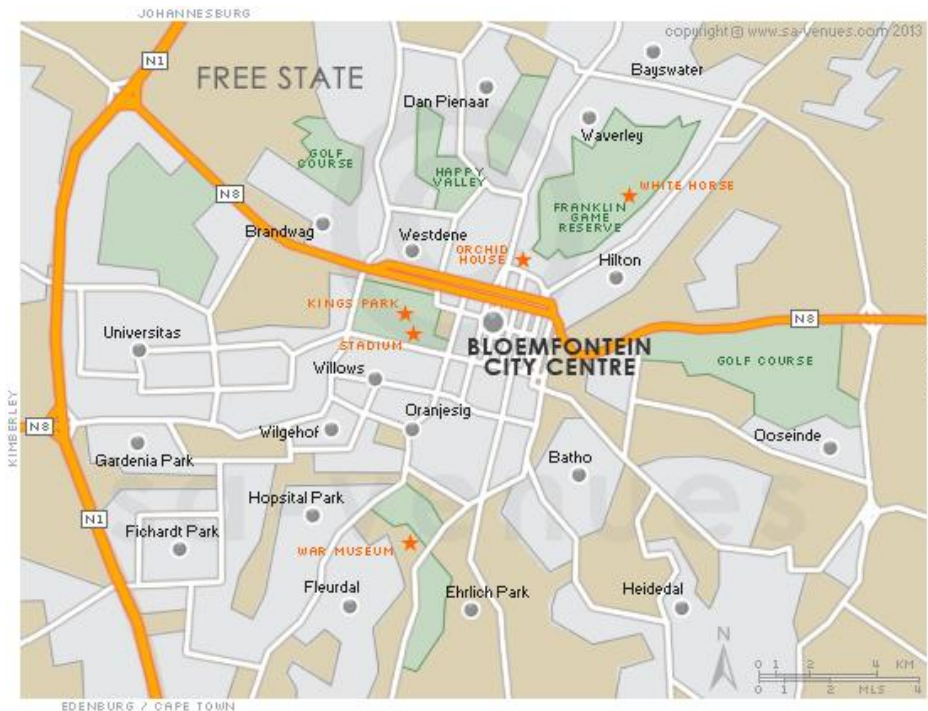 JOHANNESBURG
copyright @ www.sa-venues.com/2013
N1
FREE STATE
Bayswater
Dan Pienaar
Waverley
GOLF
COURSE
HAPPY
VALLEY
WHITE HORSE
N8
FRANKLIN
GAME
RESERVE
Brandwag
Westdene
ORCHID
HOUSE
Hilton
KINGS PARK
N8
Universitas
STADIUM
BLOEMFONTEIN
CITY CENTRE
GOLF COURSE
Willows
KIMBERLEY
Oranjesig
N8
Wilgehof
Ooseinde
Gardenia Park
Batho
sa-venues
Hopsital Park
N1
Fichardt Park
WAR MUSEUM
Fleurdal
Ehrlich Park
Heidedal
N
0 1 2 4 KM
0 1 2 MLS 4
EDENBURG / CAPE TOWN